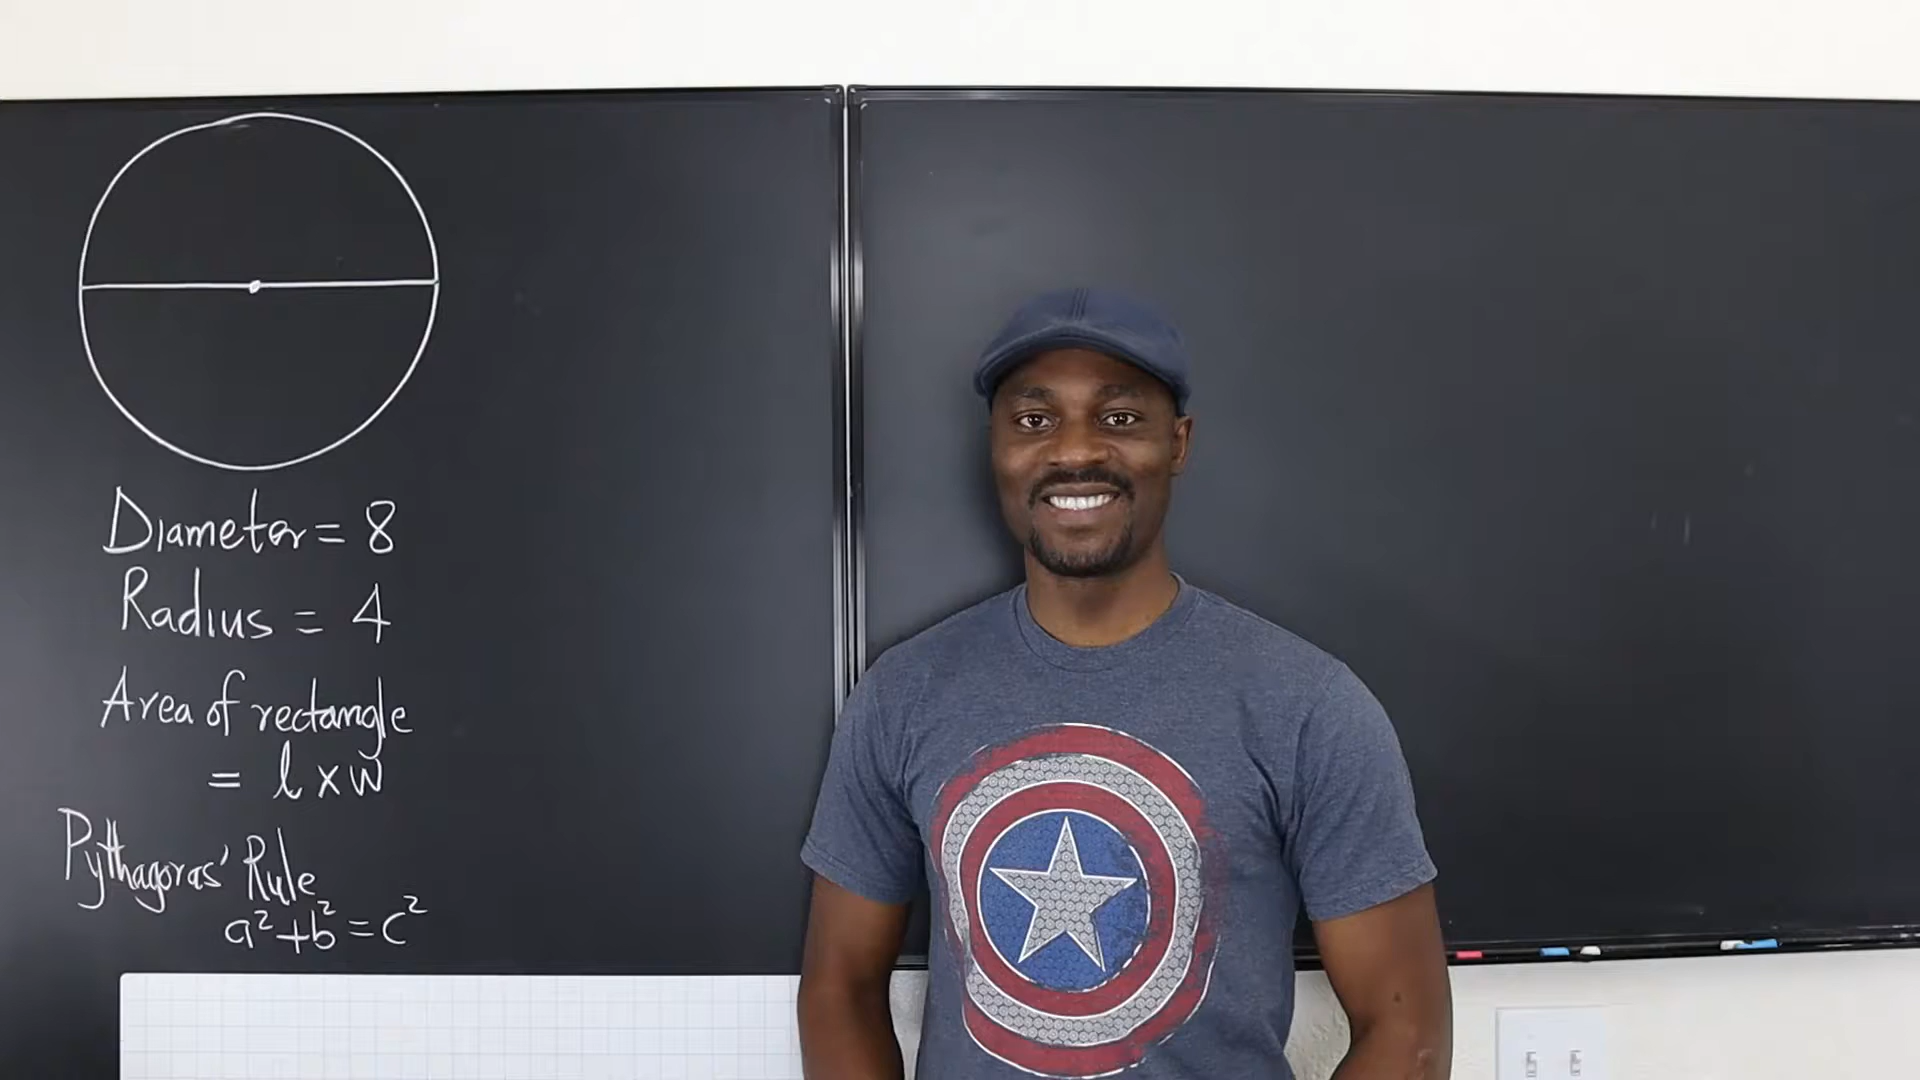 Diameter = 8
Radius = 4
Area of rectangle
= l x w
Pythagoras' Rule
a² + b² = c²